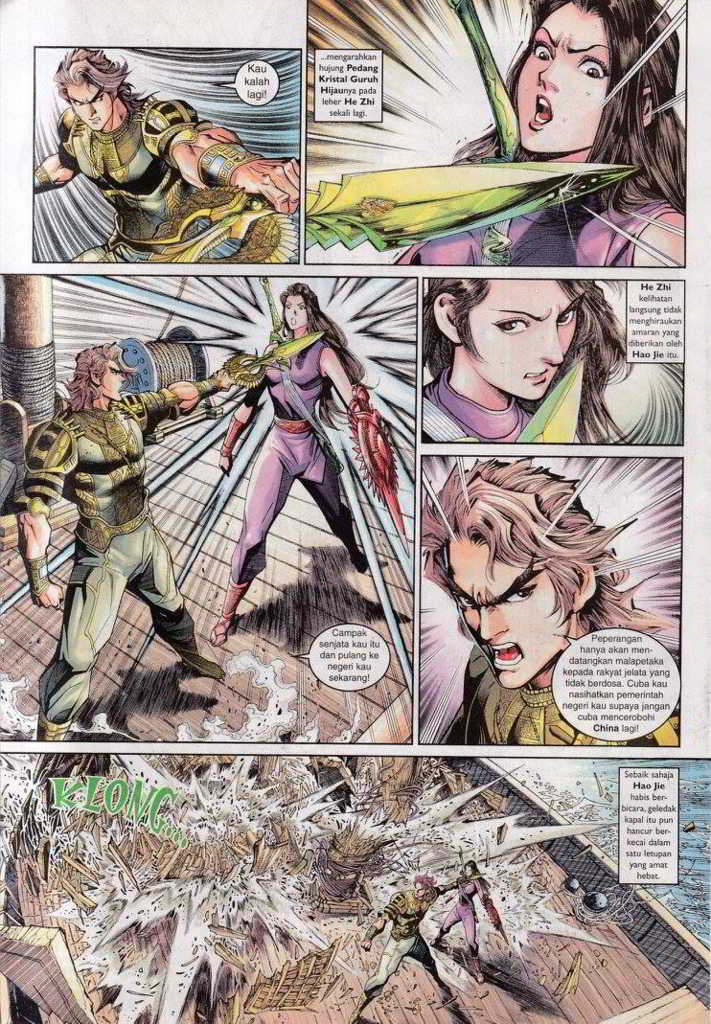 Kau
kalah
lagi!
...mengarahkan
hujung Pedang
Kristal Guruh
Hijaunya pada
leher He Zhi
sekali lagi.
Campak
senjata kau itu
dan pulang ke
negeri kau
sekarang!
He Zhi
kelihatan
langsung tidak
menghiraukan
amaran yang
diberikan oleh
Hao Jie itu.
Peperangan
hanya akan men-
datangkan malapetaka
kepada rakyat jelata yang
tidak berdosa. Cuba kau
nasihatkan pemerintah
negeri kau supaya jangan
cuba mencerobohi
China lagi!
KLONG....
Sebaik sahaja
Hao Jie
habis ber-
bicara, geledak
kapal itu pun
hancur ber-
kecai dalam
satu letupan
yang amat
hebat.